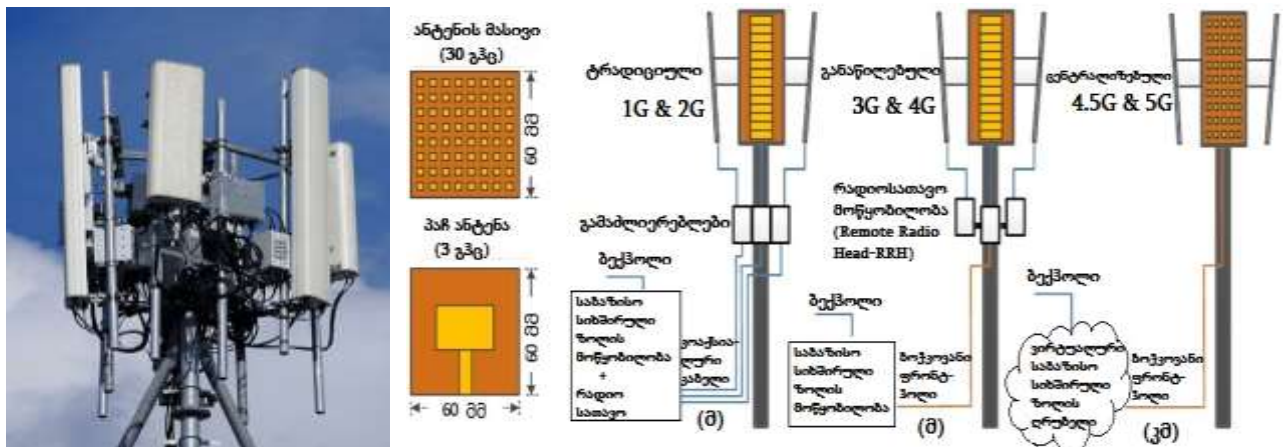 ანტენის მასივი
(30 გჰც)
60 მმ
პაჩ ანტენა
(3 გჰც)
60 მმ
60 მმ
ტრადიციული
1G & 2G
გამაძლიერებლები
ბექჰოლი
საბაზისო
სიხშირული
ზოლის
მოწყობილობა
+
რადიო
სათავო
კოაქსია-
ლური
კაბელი
(მ)
განაწილებული
3G & 4G
რადიოსათავო
მოწყობილობა
(Remote Radio
Head-RRH)
ბექჰოლი
საბაზისო
სიხშირული
ზოლის
მოწყობილობა
ბოჭკოვანი
ფრონტ-
ჰოლი
(მ)
ცენტრალიზებული
4.5G & 5G
ბექჰოლი
ვირტუალური
საბაზისო
სიხშირული
ზოლის
ღრუბელი
ბოჭკოვანი
ფრონტ-
ჰოლი
(კმ)